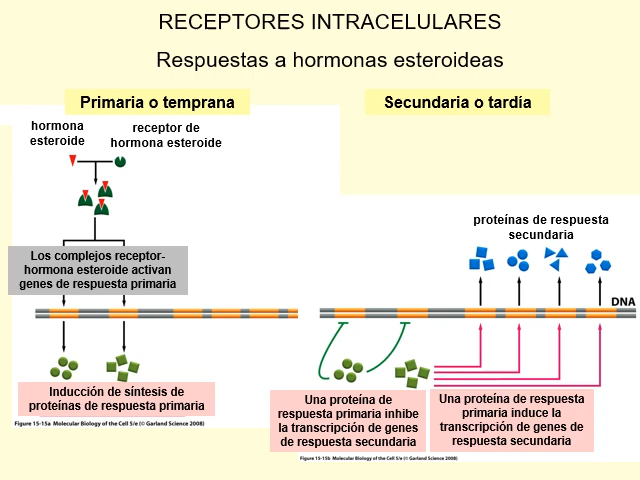 RECEPTORES INTRACELULARES
Respuestas a hormonas esteroideas
Primaria o temprana
Secundaria o tardía
hormona
esteroide
receptor de
hormona esteroide
Los complejos receptor-
hormona esteroide activan
genes de respuesta primaria
Inducción de síntesis de
proteínas de respuesta primaria
Figure 15-15a Molecular Biology of the Cell 5/e (© Garland Science 2008)
proteínas de respuesta
secundaria
DNA
Una proteína de
respuesta primaria inhibe
la transcripción de genes
de respuesta secundaria
Una proteína de respuesta
primaria induce la
transcripción de genes de
respuesta secundaria
Figure 15-15b Molecular Biology of the Cell 5/e (© Garland Science 2008)